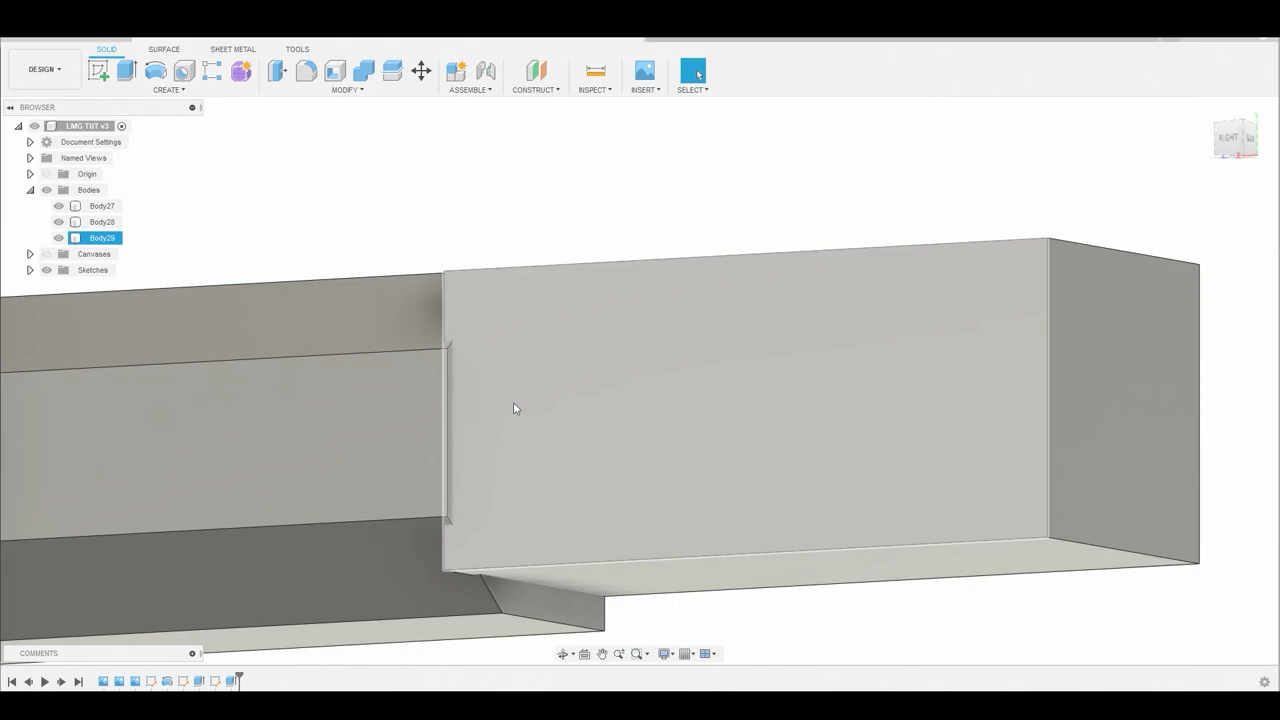 SOLID SURFACE SHEET METAL TOOLS
DESIGN
CREATE MODIFY ASSEMBLE CONSTRUCT INSPECT INSERT SELECT
BROWSER
LMG TUT v3
Document Settings
Named Views
Origin
Bodies
Body27
Body28
Body29
Canvases
Sketches
RIGHT
COMMENTS